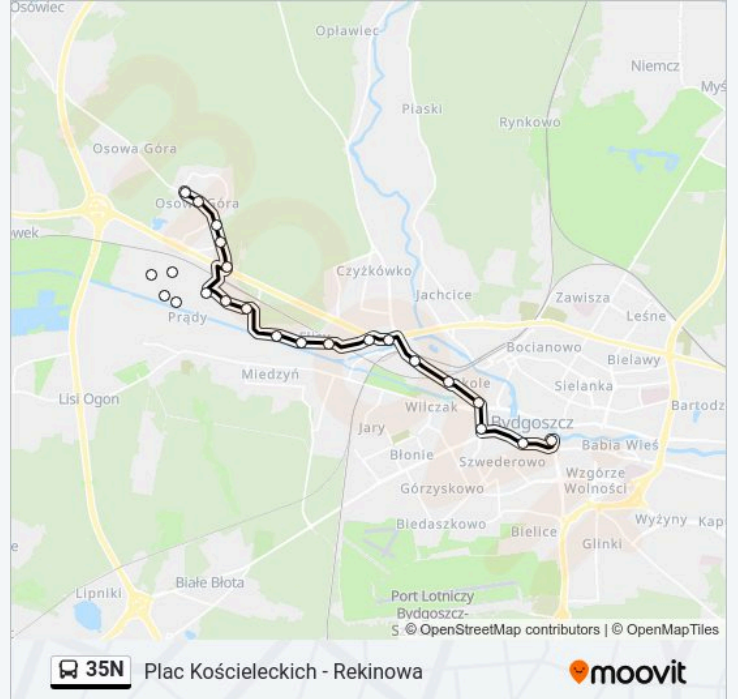 Osówiec
Opławiec
Niemcz
Piaski
Myś
Rynkowo
Osowa Góra
Osowa Góra
wek
Czyżkówko
Jachcice
Zawisza
Leśne
Prądy
Bocianowo
Bielawy
Miedzyń
kole
Sielanka
Lisi Ogon
Wilczak
Bartodz
Bydgoszcz
Jary
Babia Wieś
Błonie
Szwederowo
Wzgórze
Wolności
Górzyskowo
Biedaszkowo
Wyżyny
Kap
Bielice
Glinki
e
Białe Błota
Lipniki
Port Lotniczy
Bydgoszcz-
S
© OpenStreetMap contributors | © OpenMapTiles
35N Plac Kościeleckich - Rekinowa
moovit